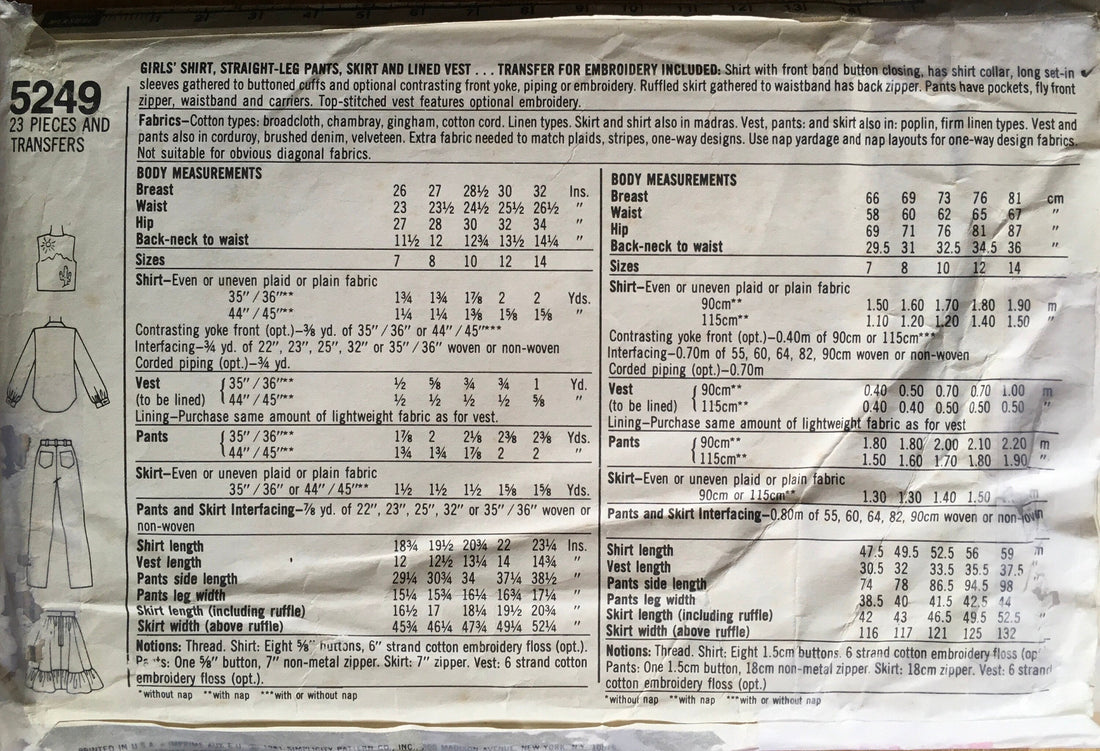 5249
23 PIECES AND
TRANSFERS
GIRLS' SHIRT, STRAIGHT-LEG PANTS, SKIRT AND LINED VEST . . . TRANSFER FOR EMBROIDERY INCLUDED: Shirt with front band button closing, has shirt collar, long set-in
sleeves gathered to buttoned cuffs and optional contrasting front yoke, piping or embroidery. Ruffled skirt gathered to waistband has back zipper. Pants have pockets, fly front
zipper, waistband and carriers. Top-stitched vest features optional embroidery.
Fabrics—Cotton types: broadcloth, chambray, gingham, cotton cord. Linen types. Skirt and shirt also in madras. Vest, pants: and skirt also in: poplin, firm linen types. Vest and
pants also in corduroy, brushed denim, velveteen. Extra fabric needed to match plaids, stripes, one-way designs. Use nap yardage and nap layouts for one-way design fabrics.
Not suitable for obvious diagonal fabrics.
BODY MEASUREMENTS
Breast 26 27 28½ 30 32 Ins.
Waist 23 23½ 24½ 25½ 26½ "
Hip 27 28 30 32 34 "
Back-neck to waist 11½ 12 12¾ 13½ 14¼ "
Sizes 7 8 10 12 14
Shirt—Even or uneven plaid or plain fabric
35"/36"** 1¾ 1¾ 1⅞ 2 2 Yds.
44"/45"** 1¼ 1¼ 1⅜ 1⅝ 1⅝ "
Contrasting yoke front (opt.)—⅜ yd. of 35"/36" or 44"/45"***
Interfacing—¾ yd. of 22", 23", 25", 32" or 35"/36" woven or non-woven
Corded piping (opt.)—¾ yd.
Vest { 35"/36"** ½ ⅝ ¾ ¾ 1 Yd.
(to be lined) 44"/45"** ½ ½ ½ ½ ⅝ "
Lining—Purchase same amount of lightweight fabric as for vest.
Pants { 35"/36"** 1⅞ 2 2⅛ 2⅜ 2⅜ Yds.
44"/45"** 1¾ 1¾ 1⅞ 2 2 "
Skirt—Even or uneven plaid or plain fabric
35"/36" or 44"/45"** 1½ 1½ 1½ 1⅝ 1⅝ Yds.
Pants and Skirt Interfacing—⅞ yd. of 22", 23", 25", 32" or 35"/36" woven or
non-woven
Shirt length 18¾ 19½ 20¾ 22 23¼ Ins.
Vest length 12 12½ 13¼ 14 14¾ "
Pants side length 29¼ 30¾ 34 37¼ 38½ "
Pants leg width 15¼ 15¾ 16¼ 16¾ 17¼ "
Skirt length (including ruffle) 16½ 17 18¼ 19½ 20¾ "
Skirt width (above ruffle) 45¾ 46¼ 47¾ 49¼ 52¼ "
Notions: Thread. Shirt: Eight ⅝" buttons, 6" strand cotton embroidery floss (opt.).
Pants: One ⅝" button, 7" non-metal zipper. Skirt: 7" zipper. Vest: 6 strand cotton
embroidery floss (opt.).
*without nap **with nap ***with or without nap
BODY MEASUREMENTS
Breast 66 69 73 76 81 cm
Waist 58 60 62 65 67 "
Hip 69 71 76 81 87 "
Back-neck to waist 29.5 31 32.5 34.5 36 "
Sizes 7 8 10 12 14
Shirt—Even or uneven plaid or plain fabric
90cm** 1.50 1.60 1.70 1.80 1.90 m
115cm** 1.10 1.20 1.20 1.40 1.50 "
Contrasting yoke front (opt.)—0.40m of 90cm or 115cm***
Interfacing—0.70m of 55, 60, 64, 82, 90cm woven or non-woven
Corded piping (opt.)—0.70m
Vest { 90cm** 0.40 0.50 0.70 0.70 1.00 m
(to be lined) 115cm** 0.40 0.40 0.50 0.50 0.50 "
Lining—Purchase same amount of lightweight fabric as for vest
Pants { 90cm** 1.80 1.80 2.00 2.10 2.20 m
115cm** 1.50 1.60 1.70 1.80 1.90 "
Skirt—Even or uneven plaid or plain fabric
90cm or 115cm** 1.30 1.30 1.40 1.50
Pants and Skirt Interfacing—0.80m of 55, 60, 64, 82, 90cm woven or non-
Shirt length 47.5 49.5 52.5 56 59 m
Vest length 30.5 32 33.5 35.5 37.5 "
Pants side length 74 78 86.5 94.5 98
Pants leg width 38.5 40 41.5 42.5 44
Skirt length (including ruffle) 42 43 46.5 49.5 52.5 "
Skirt width (above ruffle) 116 117 121 125 132 "
Notions: Thread. Shirt: Eight 1.5cm buttons. 6 strand cotton embroidery floss (op
Pants: One 1.5cm button, 18cm non-metal zipper. Skirt: 18cm zipper. Vest: 6 strand
cotton embroidery floss (opt.)
*without nap **with nap ***with or without nap
PRINTED IN U.S.A. SIMPLICITY PATTERN CO., INC., MADISON AVENUE, NEW YORK, N.Y.